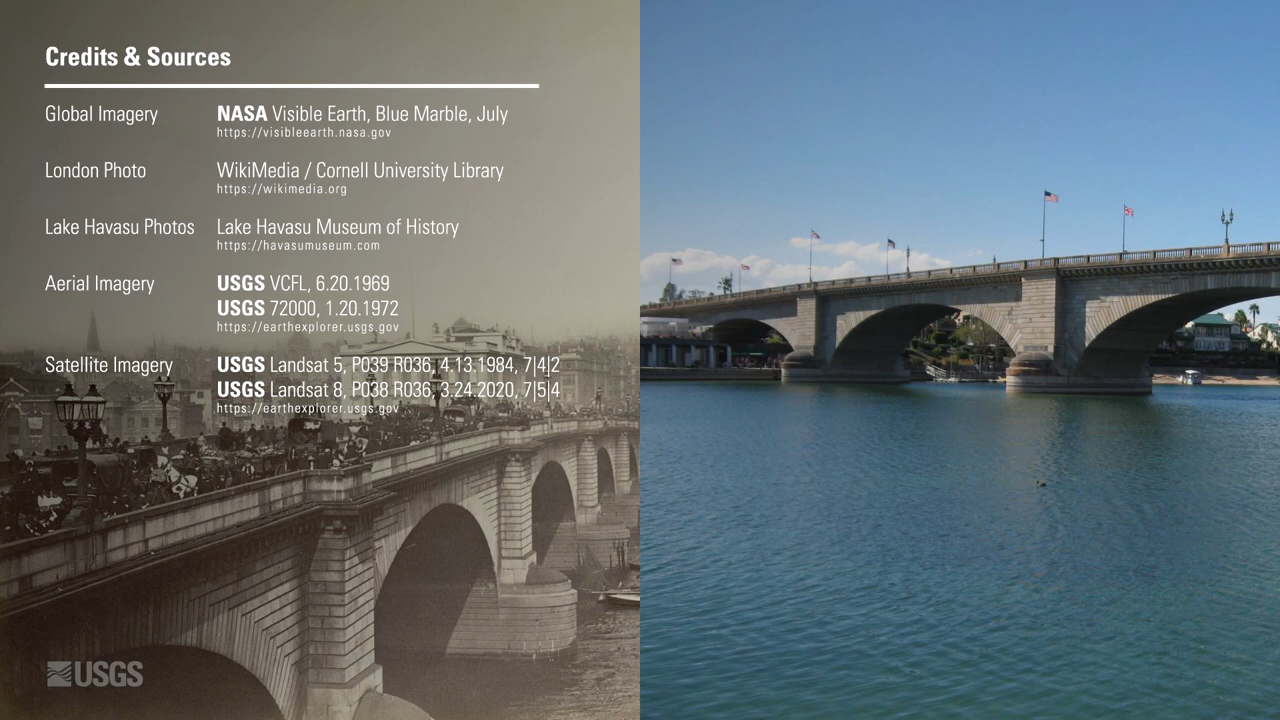 Credits & Sources
Global Imagery NASA Visible Earth, Blue Marble, July
https://visibleearth.nasa.gov
London Photo WikiMedia / Cornell University Library
https://wikimedia.org
Lake Havasu Photos Lake Havasu Museum of History
https://havasumuseum.com
Aerial Imagery USGS VCFL, 6.20.1969
USGS 72000, 1.20.1972
https://earthexplorer.usgs.gov
Satellite Imagery USGS Landsat 5, P039 R036, 4.13.1984, 7|4|2
USGS Landsat 8, P038 R036, 3.24.2020, 7|5|4
https://earthexplorer.usgs.gov
USGS